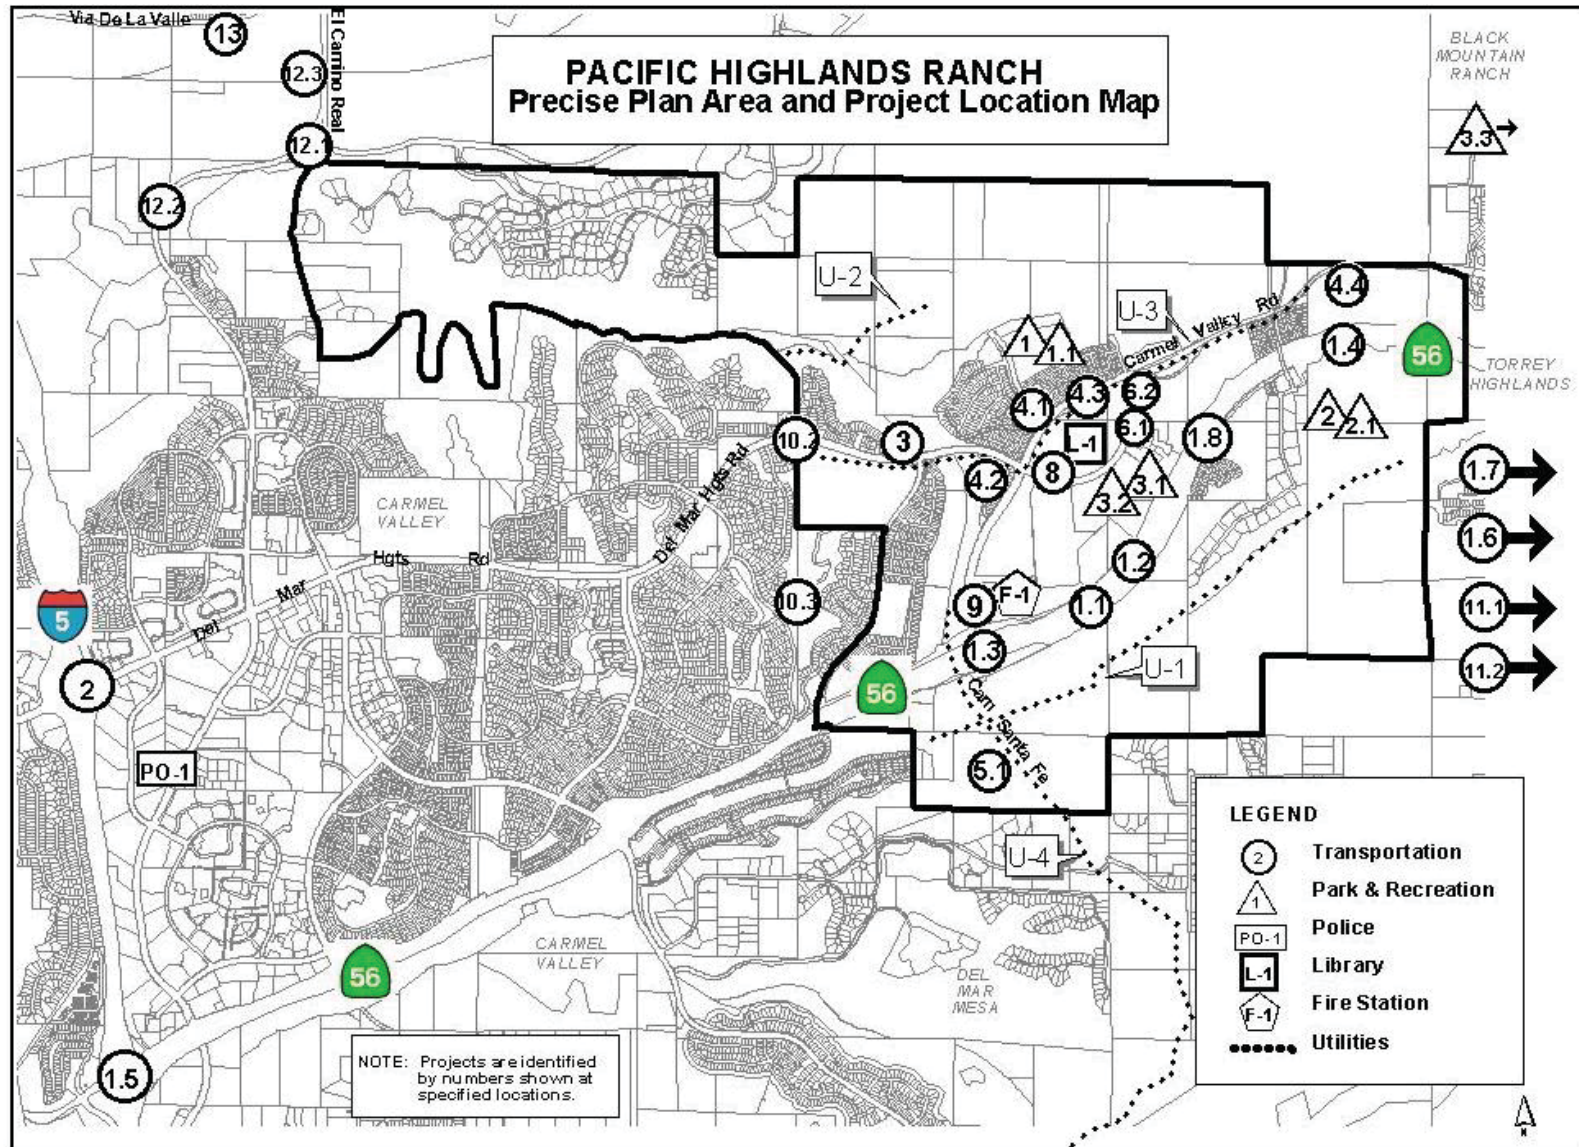 Via De La Valle
13
El Camino Real
12.3
12.1
12.2
PACIFIC HIGHLANDS RANCH
Precise Plan Area and Project Location Map
BLACK
MOUNTAIN
RANCH
3.3
U-2
U-3
Carmel Valley Rd
4.4
1.4
56
TORREY
HIGHLANDS
1
1.1
4.1
4.3
6.2
6.1
L-1
1.8
2
2.1
10.2
3
4.2
8
3.2
3.1
1.7
1.6
11.1
11.2
CARMEL
VALLEY
Del Mar Hgts Rd
Del Mar Hgts Rd
10.3
9
F-1
1.2
1.1
1.3
5
2
56
U-1
Cam Santa Fe
5.1
PO-1
U-4
56
CARMEL
VALLEY
DEL
MAR
MESA
1.5
NOTE: Projects are identified
by numbers shown at
specified locations.
LEGEND
2 Transportation
1 Park & Recreation
PO-1 Police
L-1 Library
F-1 Fire Station
Utilities
N